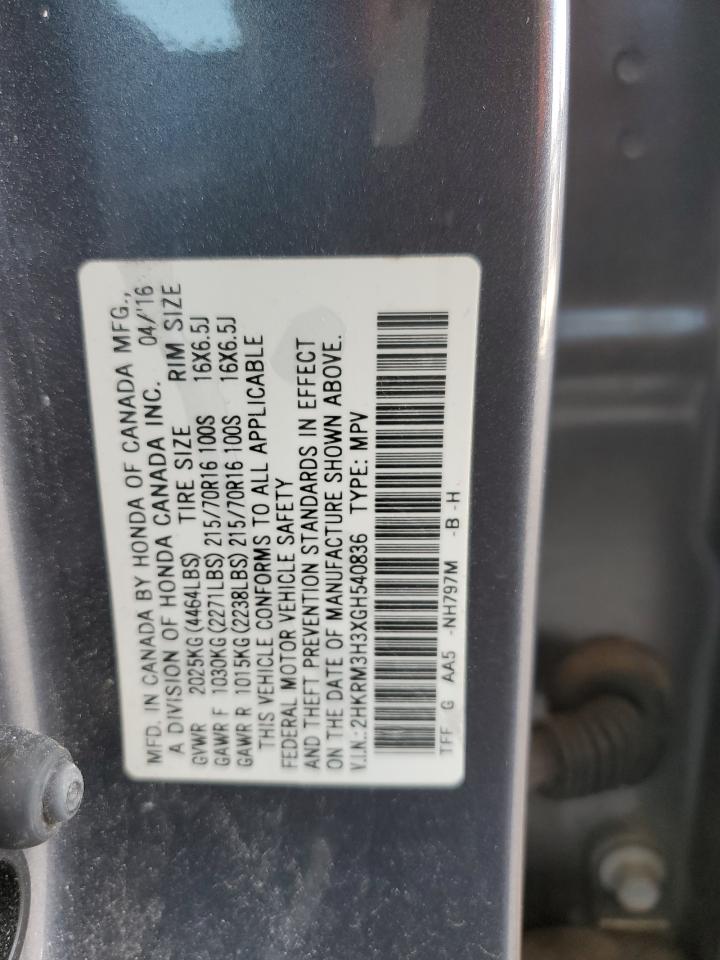 MFD. IN CANADA BY HONDA OF CANADA MFG.,
A DIVISION OF HONDA CANADA INC. 04/'16
GVWR 2025KG (4464LBS) TIRE SIZE RIM SIZE
GAWR F 1030KG (2271LBS) 215/70R16 100S 16X6.5J
GAWR R 1015KG (2238LBS) 215/70R16 100S 16X6.5J
THIS VEHICLE CONFORMS TO ALL APPLICABLE
FEDERAL MOTOR VEHICLE SAFETY
AND THEFT PREVENTION STANDARDS IN EFFECT
ON THE DATE OF MANUFACTURE SHOWN ABOVE.
V.I.N.:2HKRM3H3XGH540836 TYPE: MPV
TFF G AA5 -NH797M -B -H